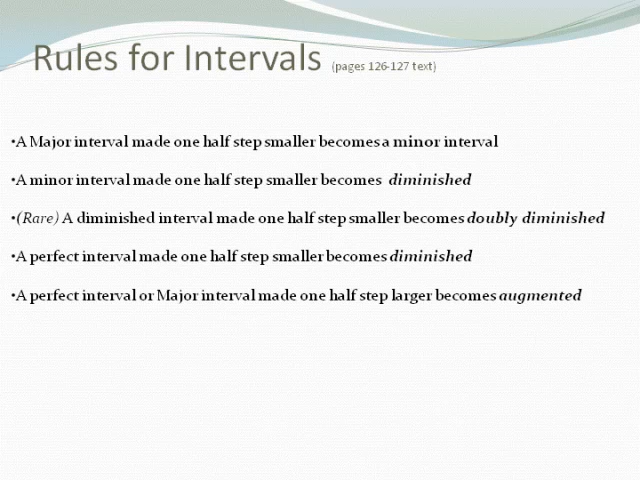 Rules for Intervals (pages 126-127 text)
•A Major interval made one half step smaller becomes a minor interval
•A minor interval made one half step smaller becomes diminished
•(Rare) A diminished interval made one half step smaller becomes doubly diminished
•A perfect interval made one half step smaller becomes diminished
•A perfect interval or Major interval made one half step larger becomes augmented